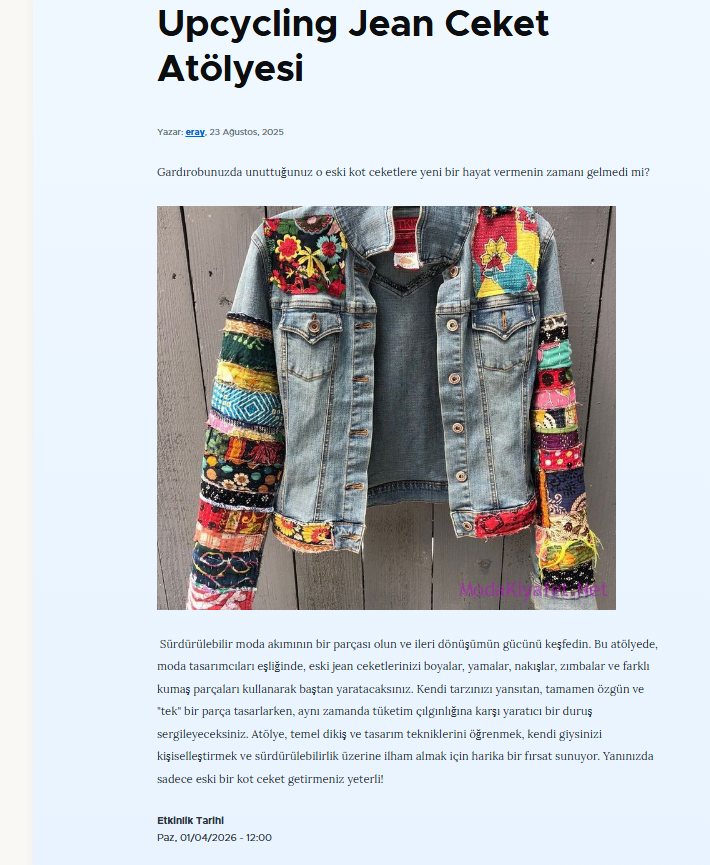 Upcycling Jean Ceket
Atölyesi
Yazar: eray, 23 Ağustos, 2025
Gardırobunuzda unuttuğunuz o eski kot ceketlere yeni bir hayat vermenin zamanı gelmedi mi?
ModaKiyafet.Net
Sürdürülebilir moda akımının bir parçası olun ve ileri dönüşümün gücünü keşfedin. Bu atölyede,
moda tasarımcıları eşliğinde, eski jean ceketlerinizi boyalar, yamalar, nakışlar, zımbalar ve farklı
kumaş parçaları kullanarak baştan yaratacaksınız. Kendi tarzınızı yansıtan, tamamen özgün ve
"tek" bir parça tasarlarken, aynı zamanda tüketim çılgınlığına karşı yaratıcı bir duruş
sergileyeceksiniz. Atölye, temel dikiş ve tasarım tekniklerini öğrenmek, kendi giysinizi
kişiselleştirmek ve sürdürülebilirlik üzerine ilham almak için harika bir fırsat sunuyor. Yanınızda
sadece eski bir kot ceket getirmeniz yeterli!
Etkinlik Tarihi
Paz, 01/04/2026 - 12:00